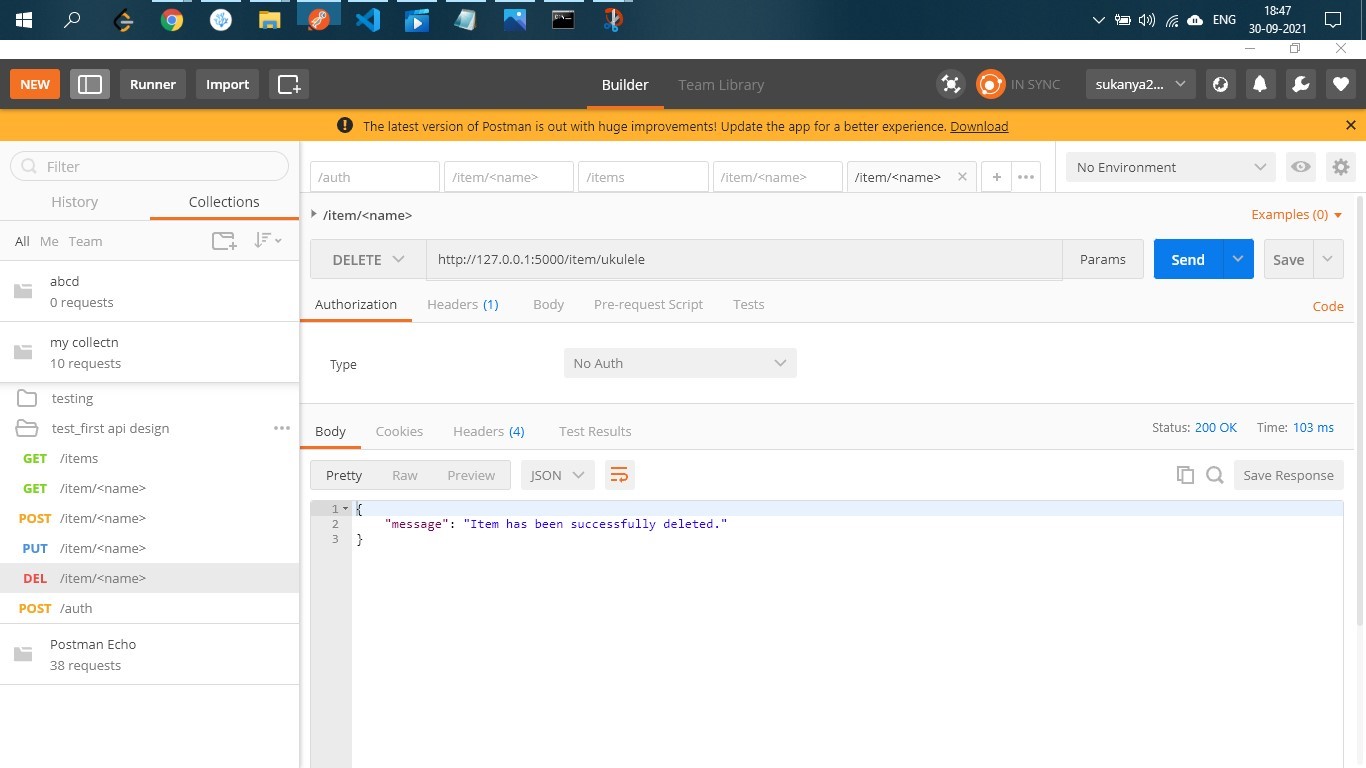 ENG
18:47
30-09-2021
NEW Runner Import Builder Team Library IN SYNC sukanya2...
The latest version of Postman is out with huge improvements! Update the app for a better experience. Download
Filter
History Collections
All Me Team
abcd
0 requests
my collectn
10 requests
testing
test_first api design
GET /items
GET /item/<name>
POST /item/<name>
PUT /item/<name>
DEL /item/<name>
POST /auth
Postman Echo
38 requests
/auth /item/<name> /items /item/<name> /item/<name> No Environment
/item/<name> Examples (0)
DELETE http://127.0.0.1:5000/item/ukulele Params Send Save
Authorization Headers (1) Body Pre-request Script Tests Code
Type No Auth
Body Cookies Headers (4) Test Results Status: 200 OK Time: 103 ms
Pretty Raw Preview JSON Save Response
1 {
2 "message": "Item has been successfully deleted."
3 }